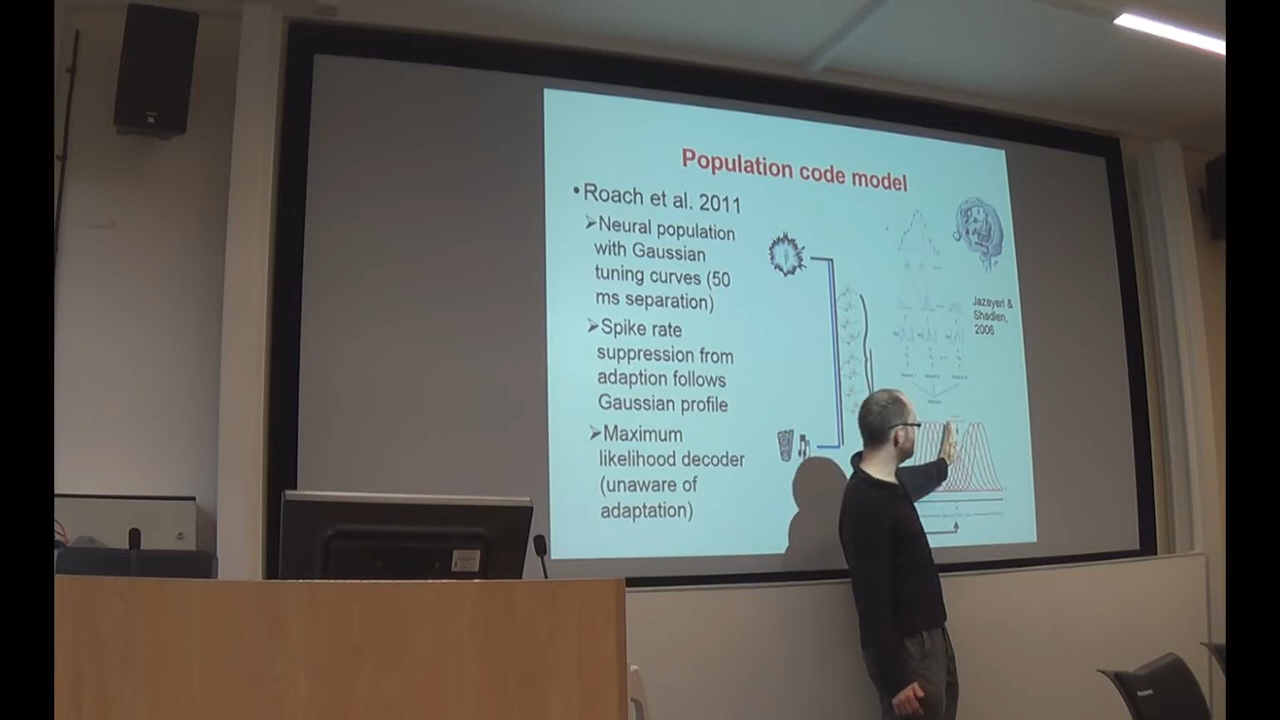 Population code model
•Roach et al. 2011
➢Neural population
with Gaussian
tuning curves (50
ms separation)
➢Spike rate
suppression from
adaption follows
Gaussian profile
➢Maximum
likelihood decoder
(unaware of
adaptation)
Jazayeri &
Shadlen,
2006